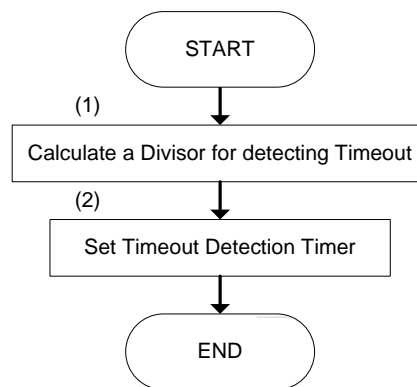 START
(1)
Calculate a Divisor for detecting Timeout
(2)
Set Timeout Detection Timer
END